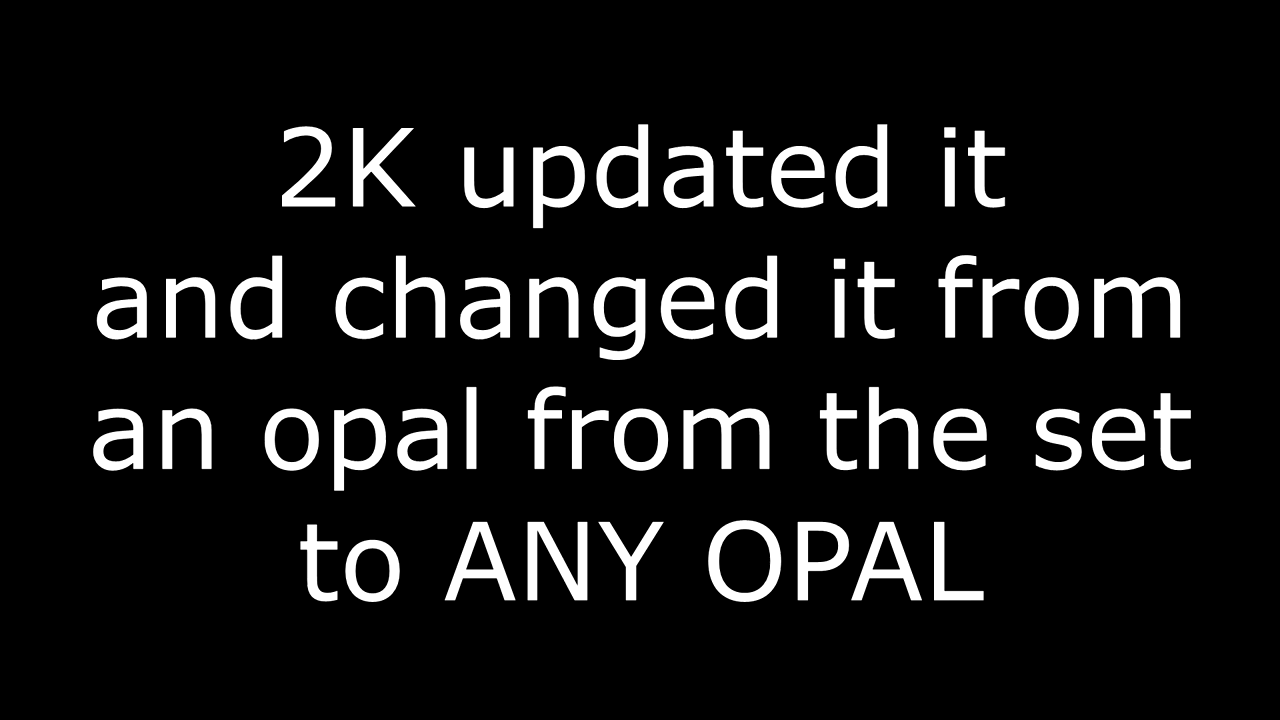 2K updated it
and changed it from
an opal from the set
to ANY OPAL